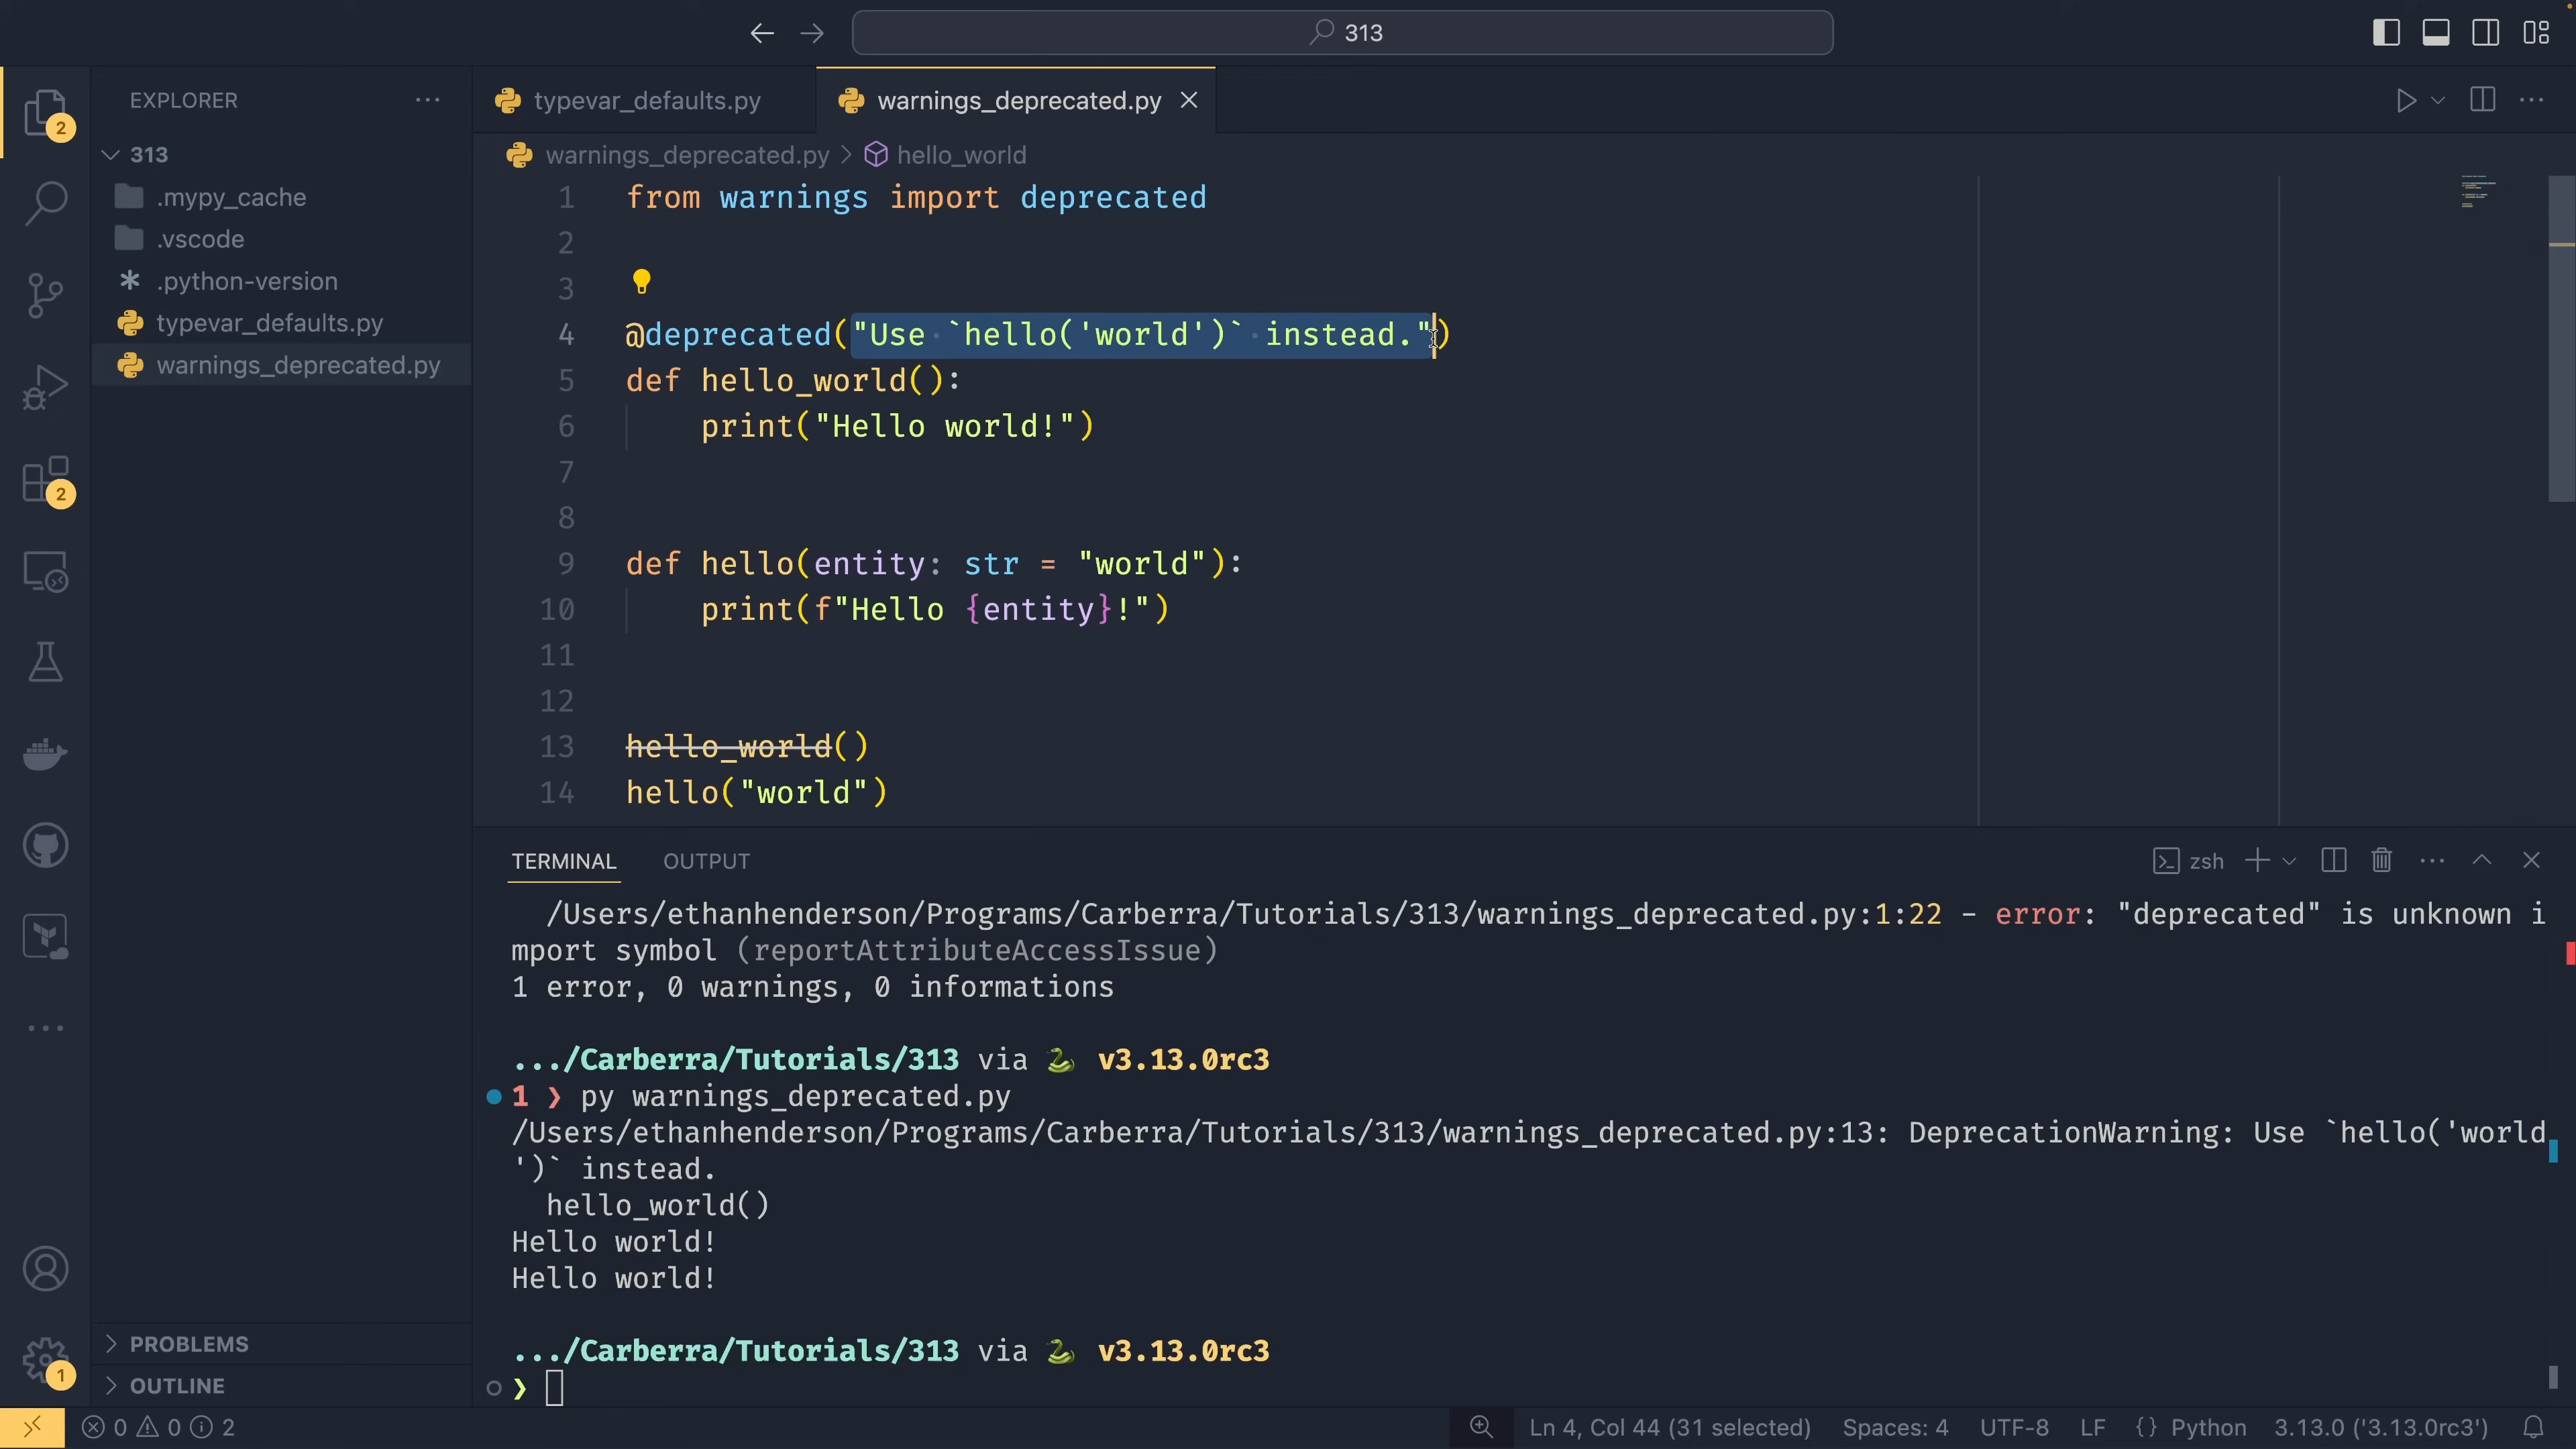 313
EXPLORER
typevar_defaults.py
warnings_deprecated.py
2
313
warnings_deprecated.py > hello_world
.mypy_cache
.vscode
.python-version
typevar_defaults.py
warnings_deprecated.py
2
1 from warnings import deprecated
2
3
4 @deprecated("Use `hello('world')` instead.")
5 def hello_world():
6 print("Hello world!")
7
8
9 def hello(entity: str = "world"):
10 print(f"Hello {entity}!")
11
12
13 hello_world()
14 hello("world")
TERMINAL OUTPUT
zsh
/Users/ethanhenderson/Programs/Carberra/Tutorials/313/warnings_deprecated.py:1:22 - error: "deprecated" is unknown i
mport symbol (reportAttributeAccessIssue)
1 error, 0 warnings, 0 informations
.../Carberra/Tutorials/313 via 🐍 v3.13.0rc3
1 ❯ py warnings_deprecated.py
/Users/ethanhenderson/Programs/Carberra/Tutorials/313/warnings_deprecated.py:13: DeprecationWarning: Use `hello('world
')` instead.
hello_world()
Hello world!
Hello world!
.../Carberra/Tutorials/313 via 🐍 v3.13.0rc3
❯
PROBLEMS
OUTLINE
1
0 0 2
Ln 4, Col 44 (31 selected) Spaces: 4 UTF-8 LF {} Python 3.13.0 ('3.13.0rc3')